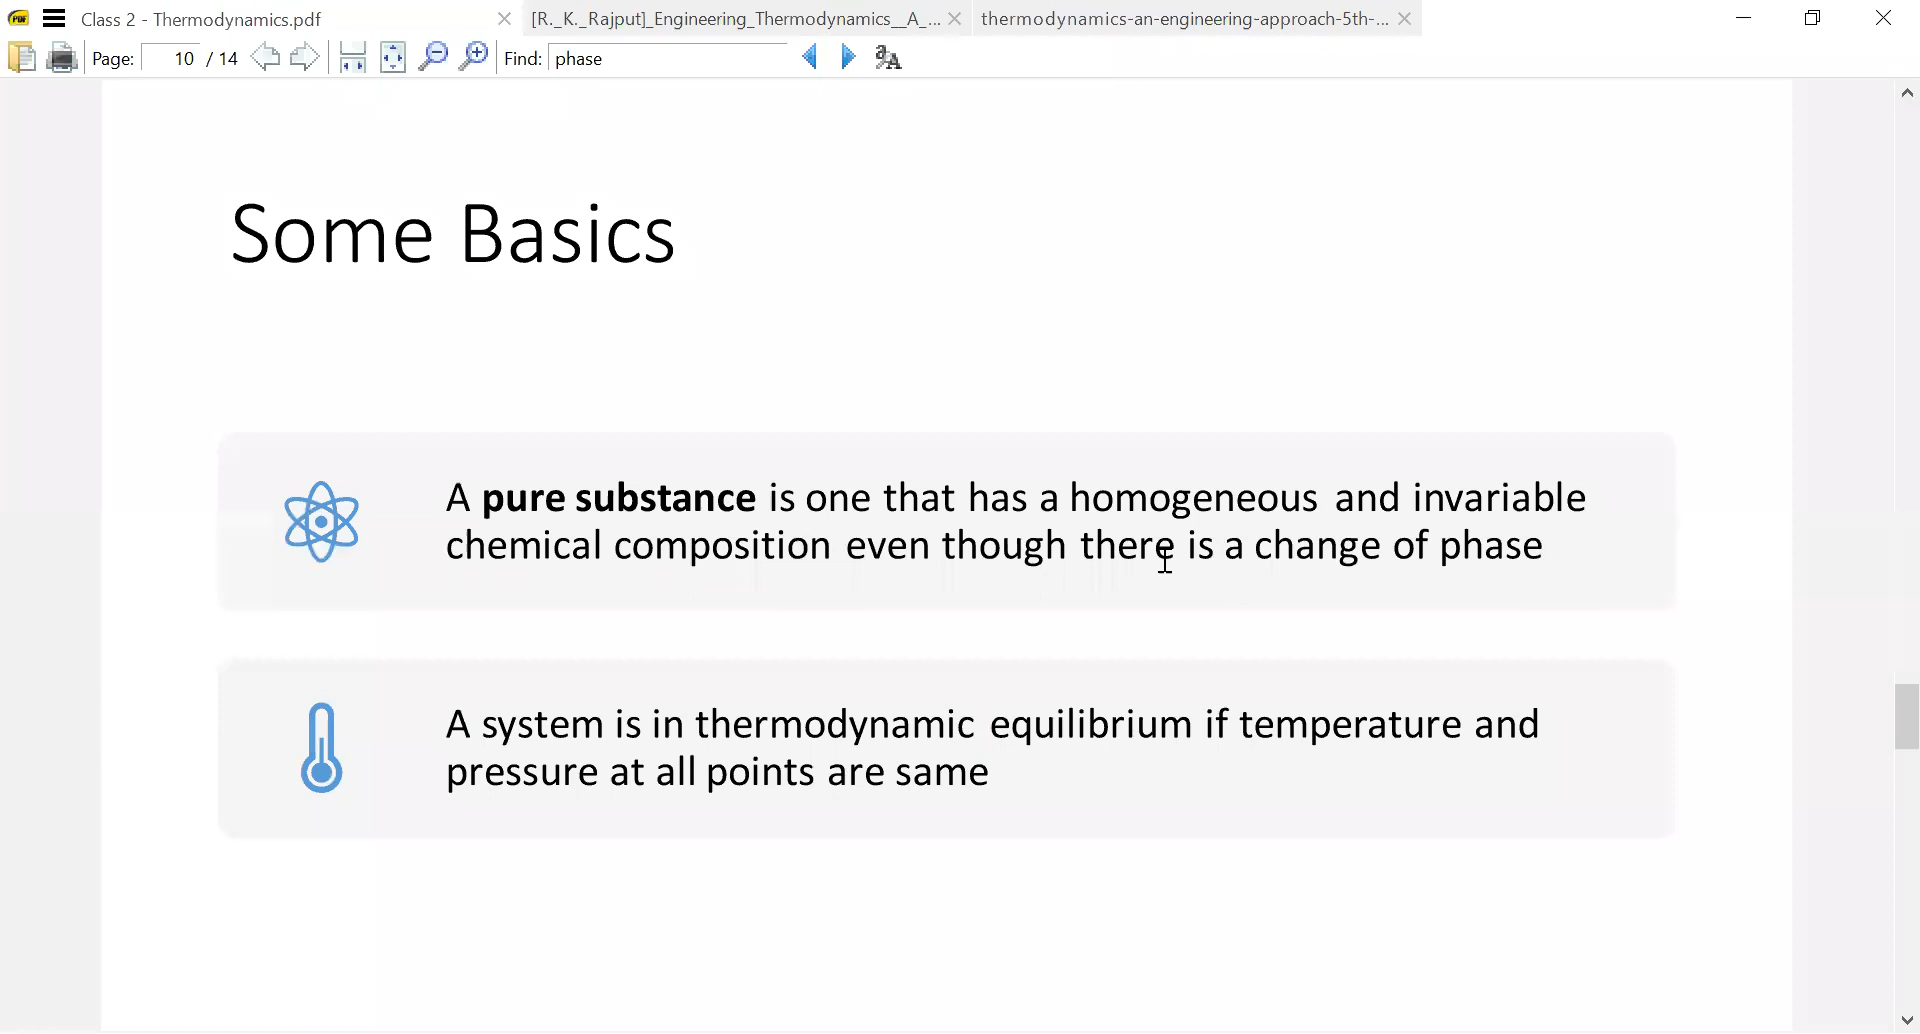 Class 2 - Thermodynamics.pdf
[R._K._Rajput]_Engineering_Thermodynamics__A_...
thermodynamics-an-engineering-approach-5th-...
Page: 10 / 14 Find: phase
Some Basics
A pure substance is one that has a homogeneous and invariable
chemical composition even though there is a change of phase
A system is in thermodynamic equilibrium if temperature and
pressure at all points are same